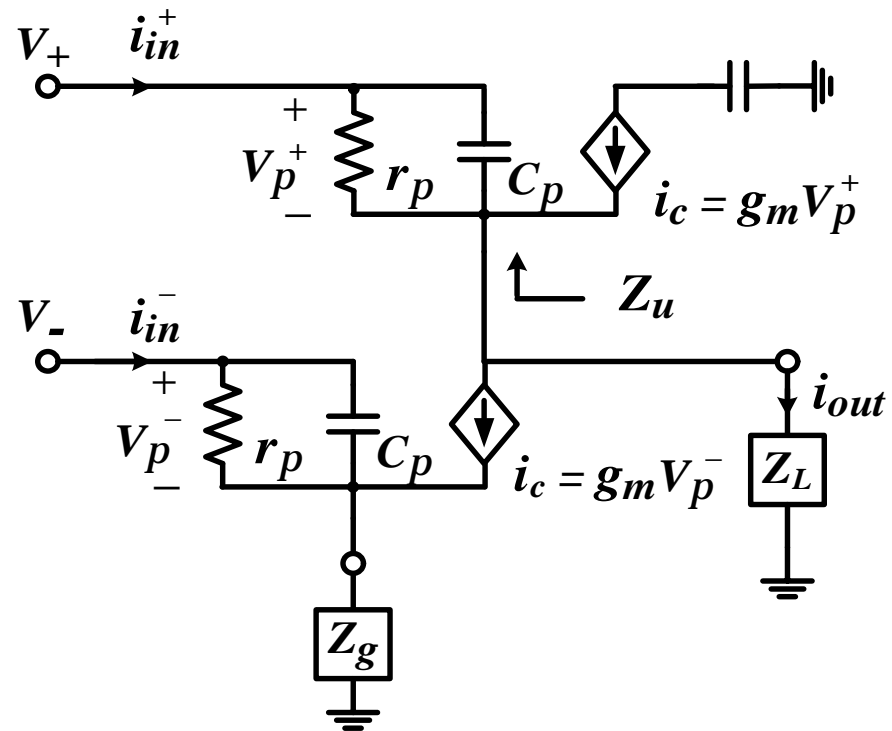 V₊
i⁺in
+
V⁺p
−
rp
Cp
ic = gmV⁺p
Zu
V₋
i⁻in
+
V⁻p
−
rp
Cp
ic = gmV⁻p
iout
ZL
Zg